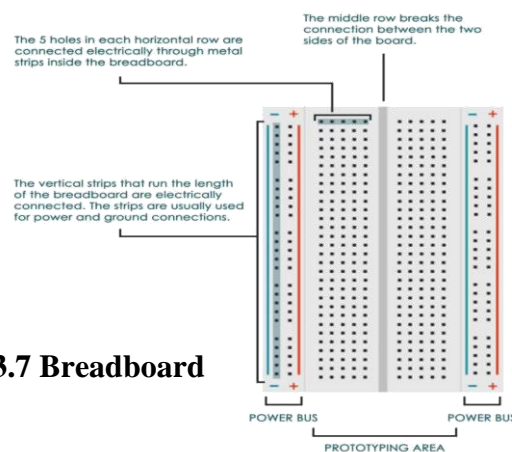 The 5 holes in each horizontal row are
connected electrically through metal
strips inside the breadboard.
The middle row breaks the
connection between the two
sides of the board.
- + - +
The vertical strips that run the length
of the breadboard are electrically
connected. The strips are usually used
for power and ground connections.
3.7 Breadboard
- + - +
POWER BUS POWER BUS
PROTOTYPING AREA